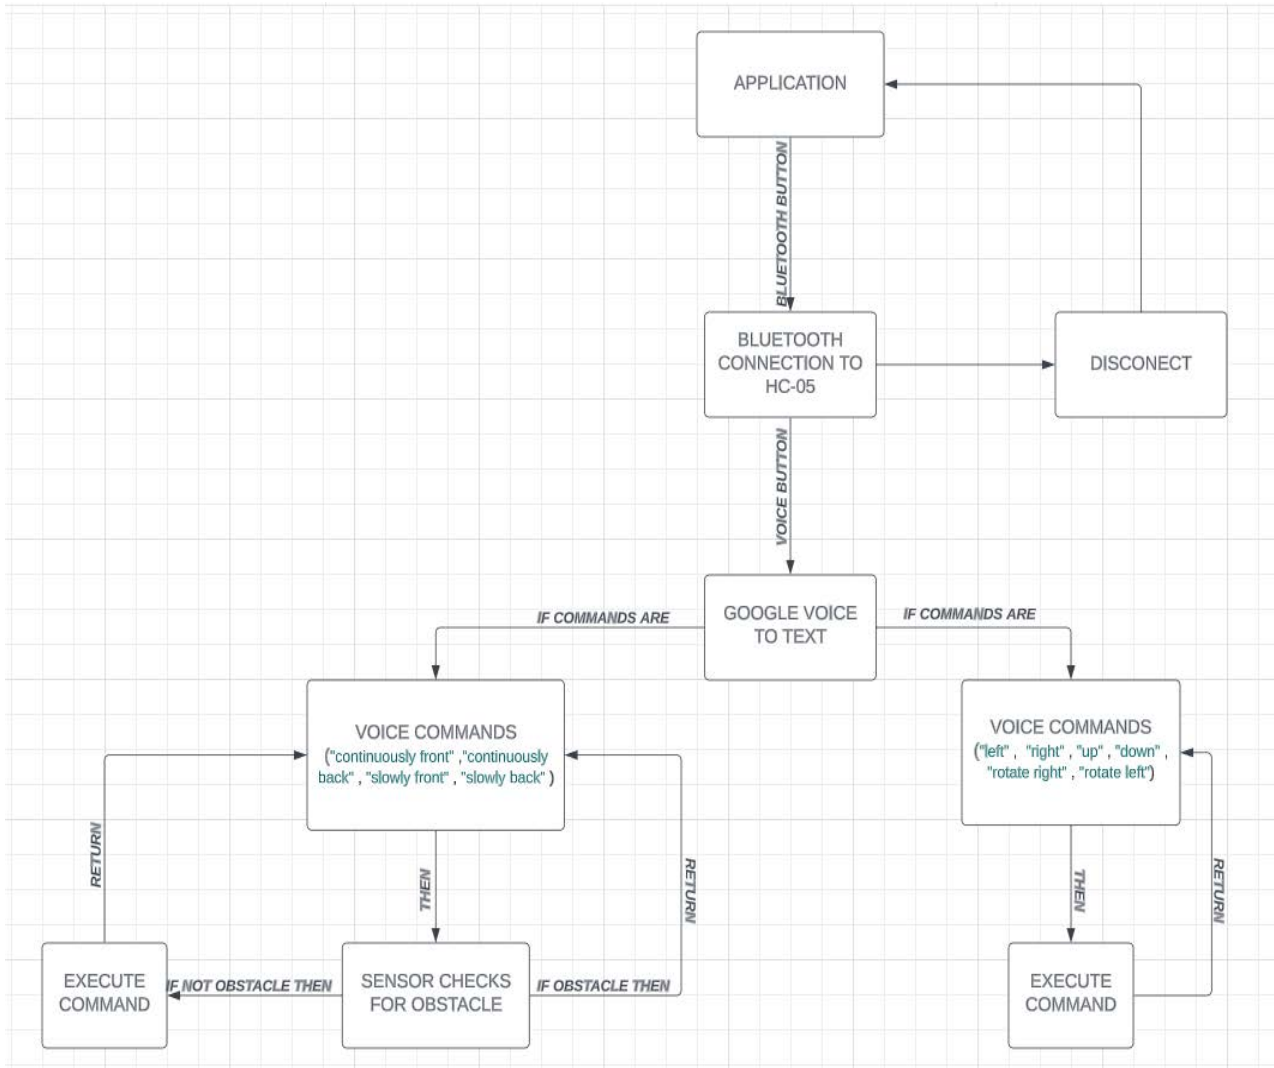 APPLICATION
BLUETOOTH BUTTON
BLUETOOTH
CONNECTION TO
HC-05
DISCONECT
VOICE BUTTON
GOOGLE VOICE
TO TEXT
IF COMMANDS ARE
IF COMMANDS ARE
VOICE COMMANDS
("continuously front" ,"continuously
back" , "slowly front" , "slowly back" )
VOICE COMMANDS
("left" , "right" , "up" , "down" ,
"rotate right" , "rotate left")
RETURN
THEN
RETURN
THEN
RETURN
EXECUTE
COMMAND
IF NOT OBSTACLE THEN
SENSOR CHECKS
FOR OBSTACLE
IF OBSTACLE THEN
EXECUTE
COMMAND